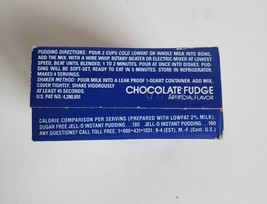 PUDDING DIRECTIONS: POUR 2 CUPS COLD LOWFAT OR WHOLE MILK INTO BOWL.
ADD THE MIX. WITH A WIRE WHIP, ROTARY BEATER OR ELECTRIC MIXER AT LOWEST
SPEED, BEAT UNTIL BLENDED, 1 TO 2 MINUTES. POUR AT ONCE INTO DISHES. PUD-
DING WILL BE SOFT-SET, READY TO EAT IN 5 MINUTES. STORE IN REFRIGERATOR.
MAKES 4 SERVINGS.
SHAKER METHOD: POUR MILK INTO A LEAK PROOF 1-QUART CONTAINER. ADD MIX,
COVER TIGHTLY; SHAKE VIGOROUSLY
AT LEAST 45 SECONDS.
U.S. PAT NO. 4,260,951
CHOCOLATE FUDGE
ARTIFICIAL FLAVOR
CALORIE COMPARISON PER SERVING (PREPARED WITH LOWFAT 2% MILK).
SUGAR FREE JELL-O INSTANT PUDDING ... 100 JELL-O INSTANT PUDDING ... 160
ANY QUESTIONS? CALL TOLL FREE, 1-800-431-1001, 9-4 (EST), M.-F. (Cont. U.S.)